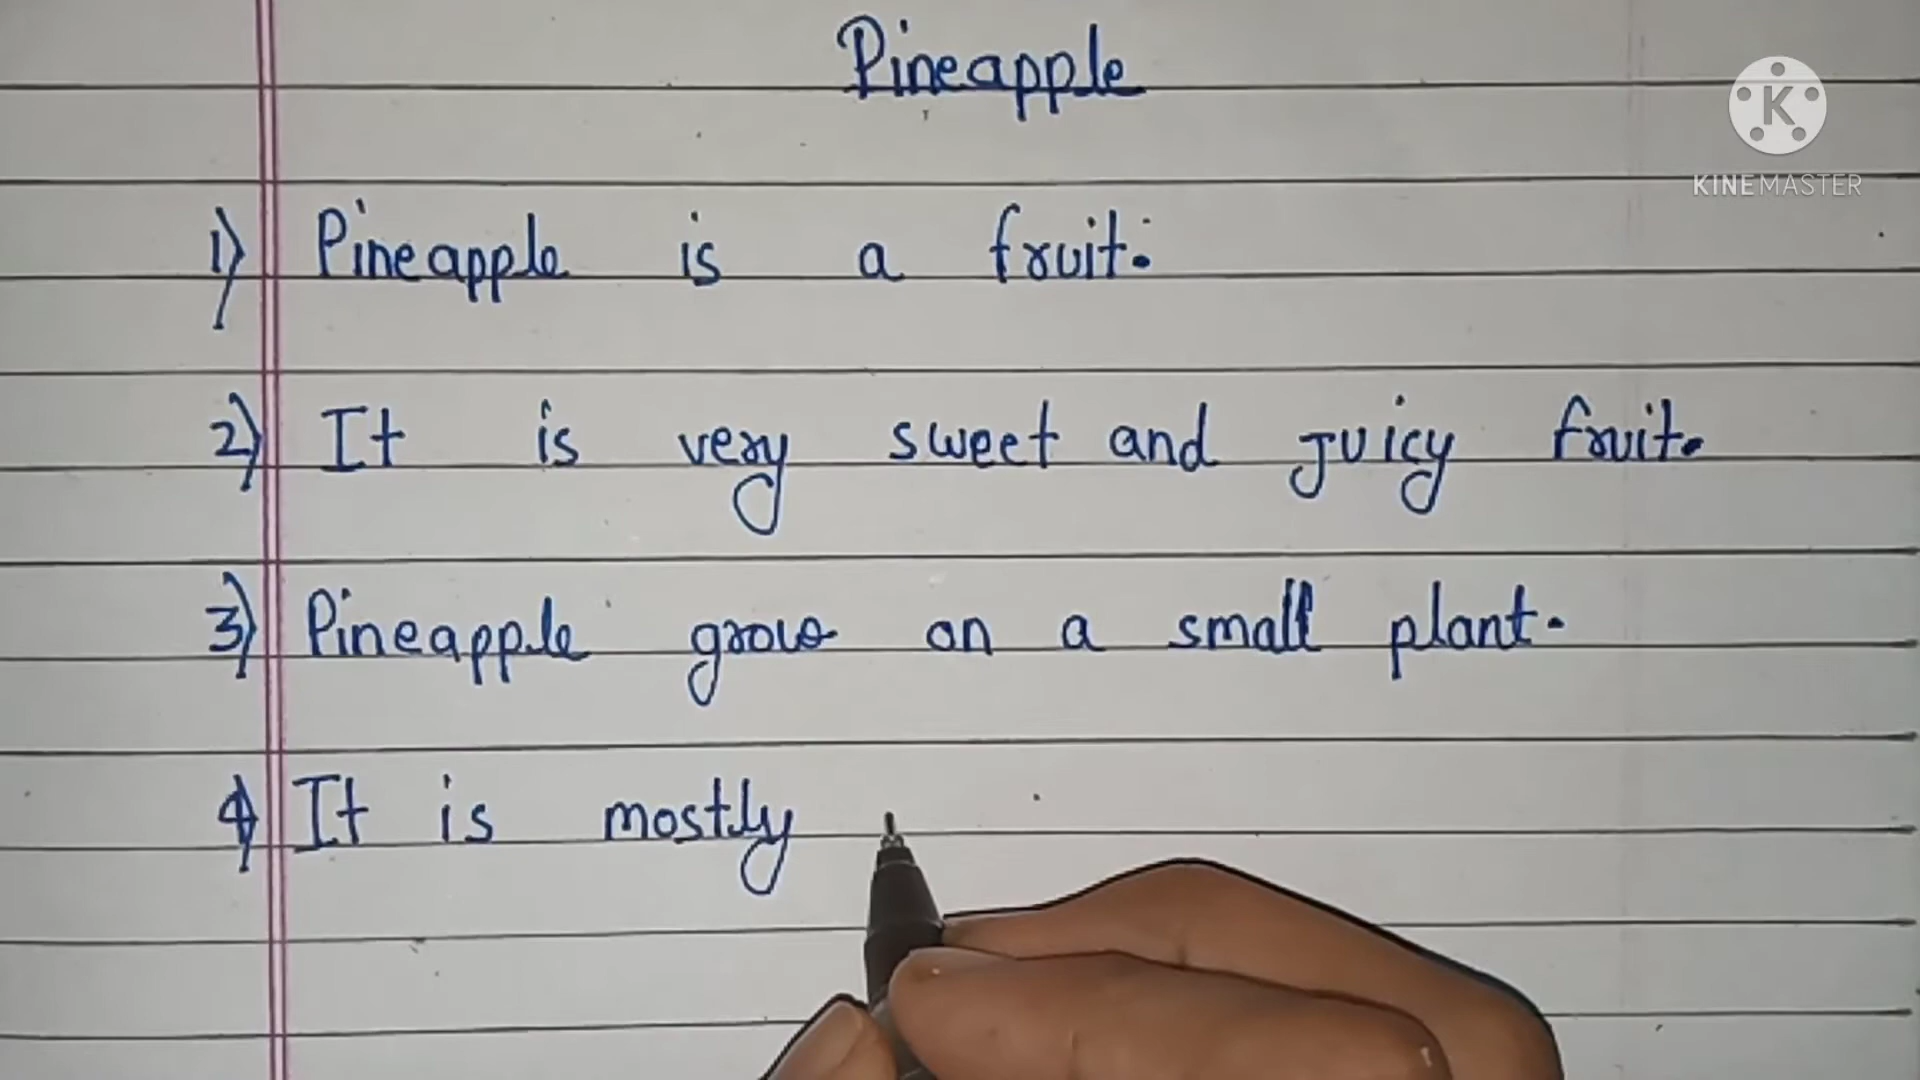 Pineapple
K
KINEMASTER
1) Pineapple is a fruit.
2) It is very sweet and juicy fruit.
3) Pineapple grow on a small plant.
4) It is mostly